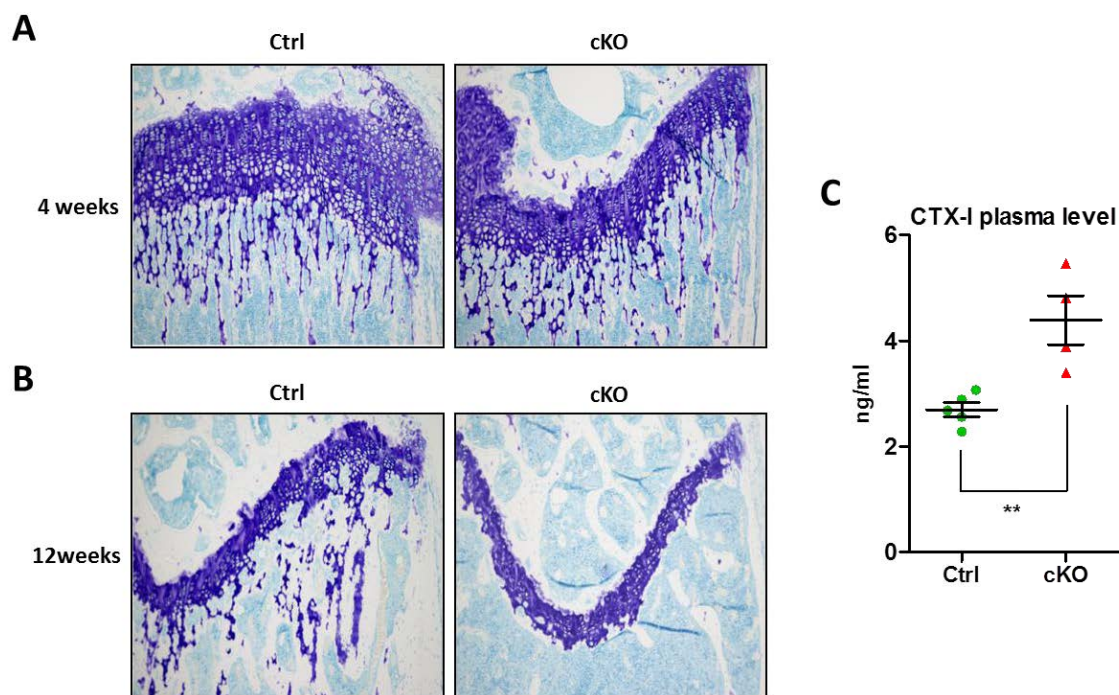 A
Ctrl
cKO
4 weeks
B
Ctrl
cKO
12weeks
C
CTX-I plasma level
6
4
2
0
ng/ml
**
Ctrl
cKO